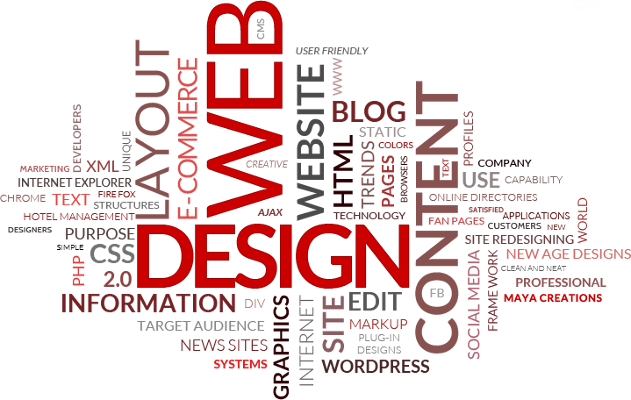 CMS
USER FRIENDLY
WEB
LAYOUT
E-COMMERCE
WWW
WEBSITE
BLOG
CONTENT
DEVELOPERS
UNIQUE
STATIC
HTML
TRENDS
COLORS
PAGES
BROWSERS
TEXT
PROFILES
COMPANY
MARKETING
XML
CREATIVE
INTERNET EXPLORER
USE
CAPABILITY
CHROME
TEXT
FIRE FOX
STRUCTURES
ONLINE DIRECTORIES
HOTEL MANAGEMENT
AJAX
TECHNOLOGY
SATISFIED
APPLICATIONS
WORLD
FAN PAGES
CUSTOMERS
NEW
DESIGNERS
PURPOSE
DESIGN
SITE REDESIGNING
SIMPLE
CSS
NEW AGE DESIGNS
PHP
2.0
SOCIAL MEDIA
FRAME WORK
CLEAN AND NEAT
PROFESSIONAL
FB
MAYA CREATIONS
INFORMATION
DIV
GRAPHICS
INTERNET
SITE
EDIT
TARGET AUDIENCE
MARKUP
NEWS SITES
PLUG-IN
DESIGNS
SYSTEMS
WORDPRESS